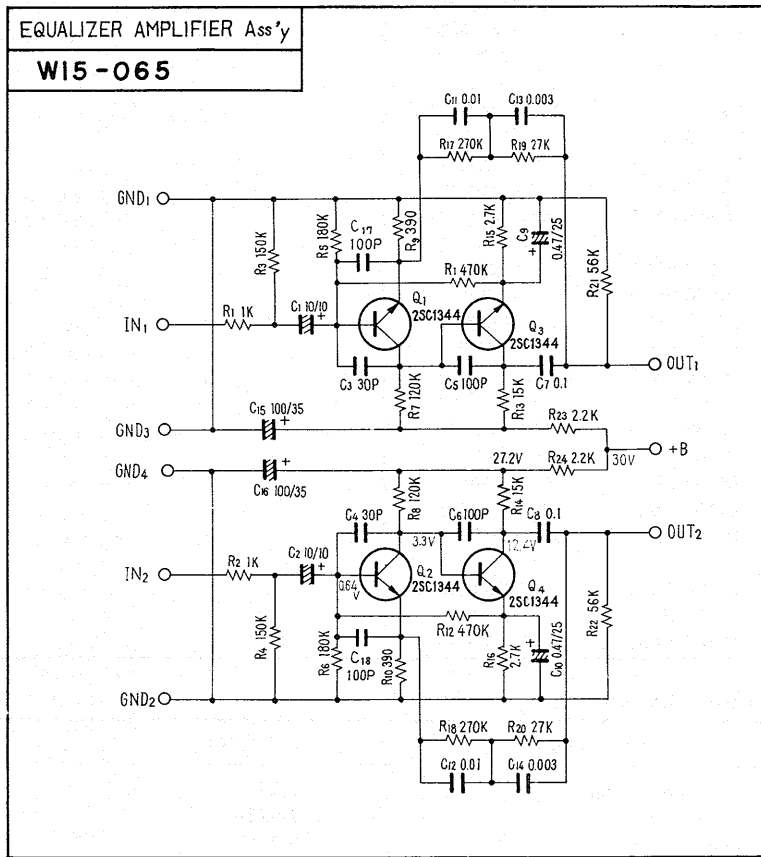 EQUALIZER AMPLIFIER Ass'y
W15-065
C11 0.01
C13 0.003
R17 270K
R19 27K
GND1
R3 150K
R5 180K
C17
100P
R9 390
R15 2.7K
C9
0.47/25
R1 470K
R21 56K
IN1
R1 1K
C1 10/10
+
Q1
2SC1344
Q3
2SC1344
C3 30P
C5 100P
C7 0.1
OUT1
R7 120K
R13 15K
GND3
C15 100/35
+
R23 2.2K
+B
30V
GND4
C16 100/35
+
27.2V
R24 2.2K
R8 120K
R14 15K
C4 30P
C6 100P
C8 0.1
OUT2
3.3V
12.4V
IN2
R2 1K
C2 10/10
+
0.64
V
Q2
2SC1344
Q4
2SC1344
R4 150K
R6 180K
C18
100P
R10 390
R12 470K
R16
2.7K
+
C10 0.47/25
R22 56K
GND2
R18 270K
R20 27K
C12 0.01
C14 0.003